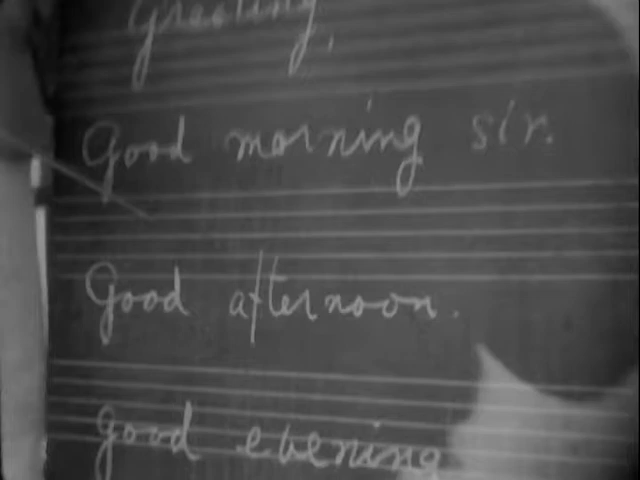 Greeting,
Good morning sir.
Good afternoon.
Good evening